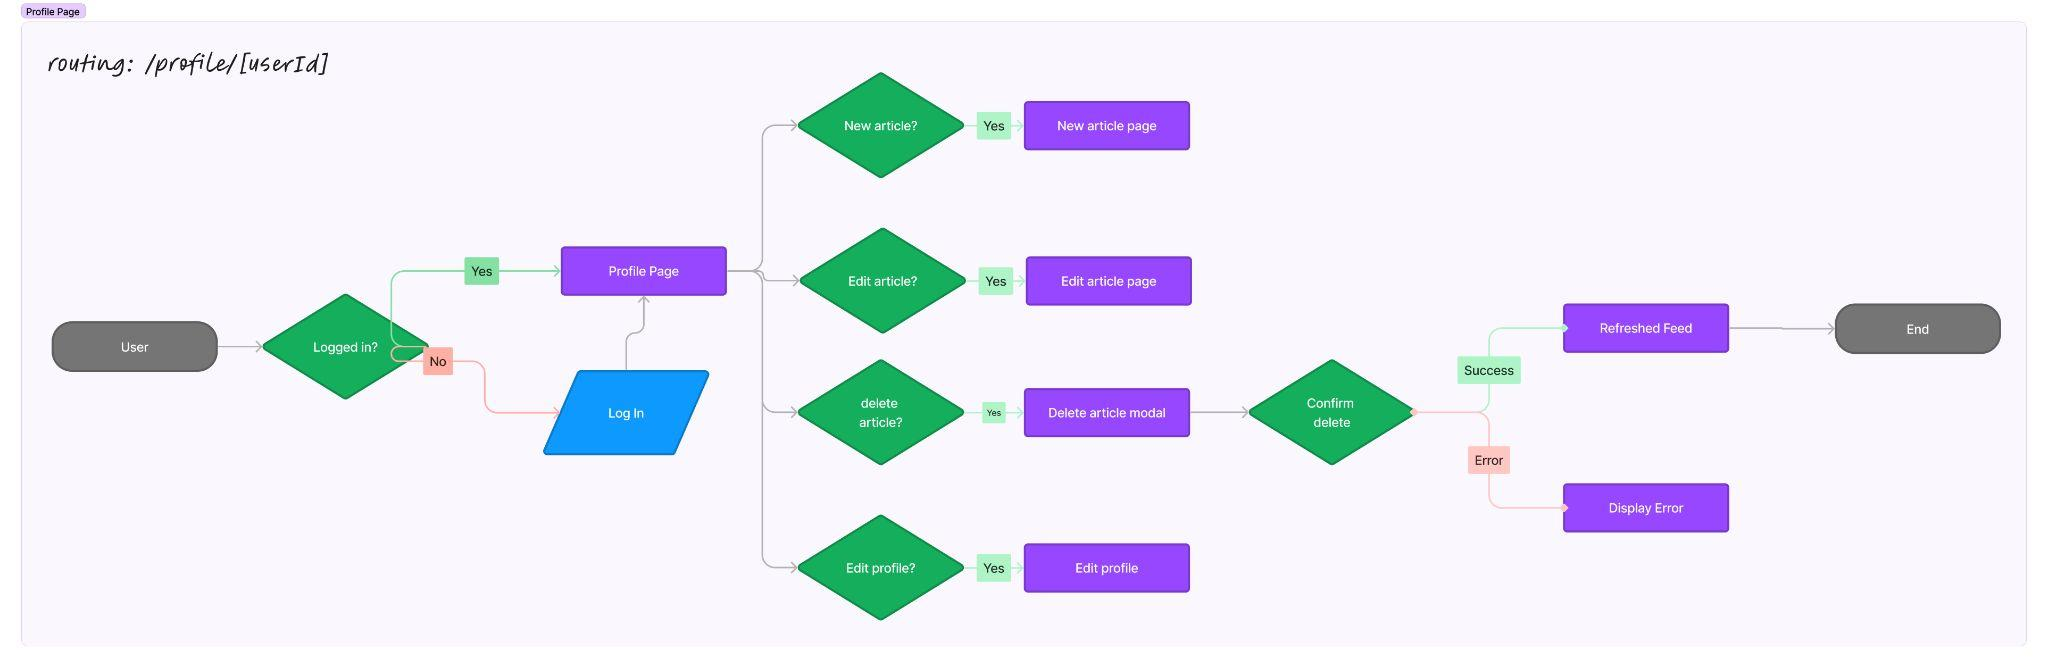 Profile Page
routing: /profile/[userId]
New article?
Yes
New article page
Yes
Profile Page
Edit article?
Yes
Edit article page
User
Logged in?
No
Log In
delete
article?
Yes
Delete article modal
Confirm
delete
Success
Refreshed Feed
End
Error
Display Error
Edit profile?
Yes
Edit profile